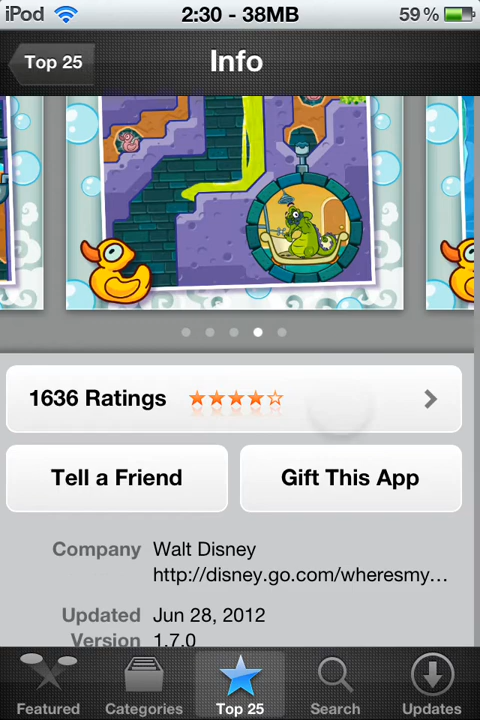 iPod 2:30 - 38MB 59%
Top 25 Info
1636 Ratings
Tell a Friend Gift This App
Company Walt Disney
http://disney.go.com/wheresmy...
Updated Jun 28, 2012
Version 1.7.0
Featured Categories Top 25 Search Updates